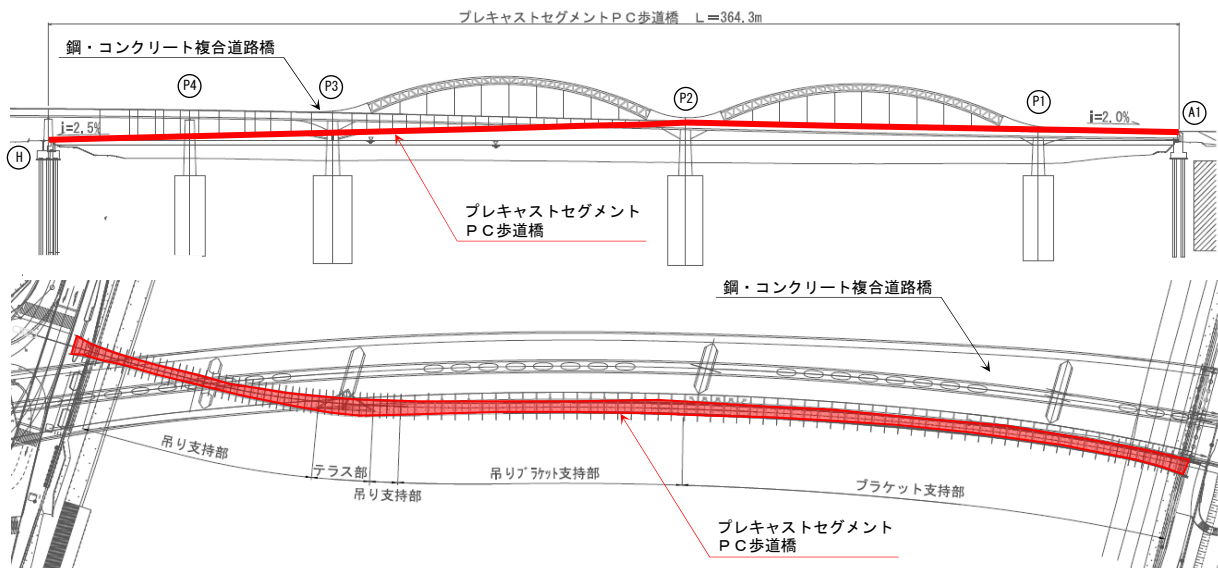 プレキャストセグメントPC歩道橋 L=364.3m
鋼・コンクリート複合道路橋
P4
P3
P2
P1
A1
i=2.5%
i=2.0%
H
プレキャストセグメント
PC歩道橋
鋼・コンクリート複合道路橋
吊り支持部
テラス部
吊り支持部
吊りブラケット支持部
ブラケット支持部
プレキャストセグメント
PC歩道橋